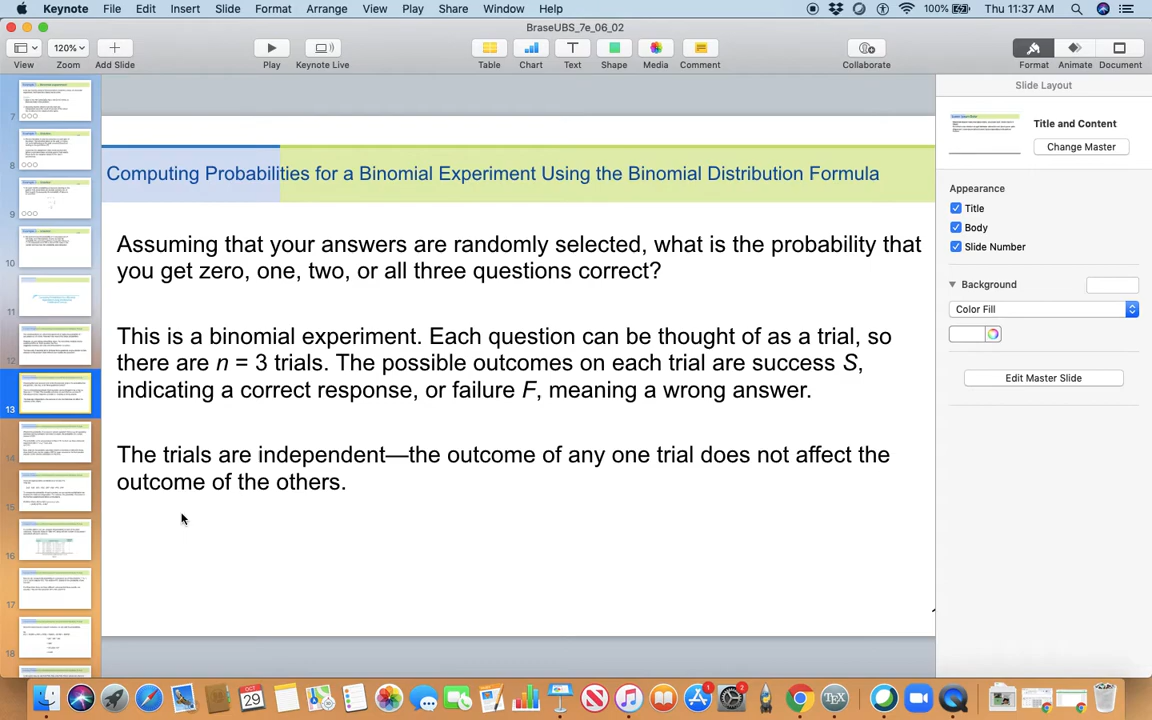 Keynote File Edit Insert Slide Format Arrange View Play Share Window Help 100% Thu 11:37 AM
BraseUBS_7e_06_02
120%
View Zoom Add Slide Play Keynote Live Table Chart Text Shape Media Comment Collaborate Format Animate Document
Slide Layout
Title and Content
Change Master
Appearance
Title
Body
Slide Number
Background
Color Fill
Edit Master Slide
7
8
9
10
11
12
13
14
15
16
17
18
Computing Probabilities for a Binomial Experiment Using the Binomial Distribution Formula
Assuming that your answers are randomly selected, what is the probability that
you get zero, one, two, or all three questions correct?
This is a binomial experiment. Each question can be thought of as a trial, so
there are n = 3 trials. The possible outcomes on each trial are success S,
indicating a correct response, or failure F, meaning a wrong answer.
The trials are independent—the outcome of any one trial does not affect the
outcome of the others.
OCT
29
1
2
TEX